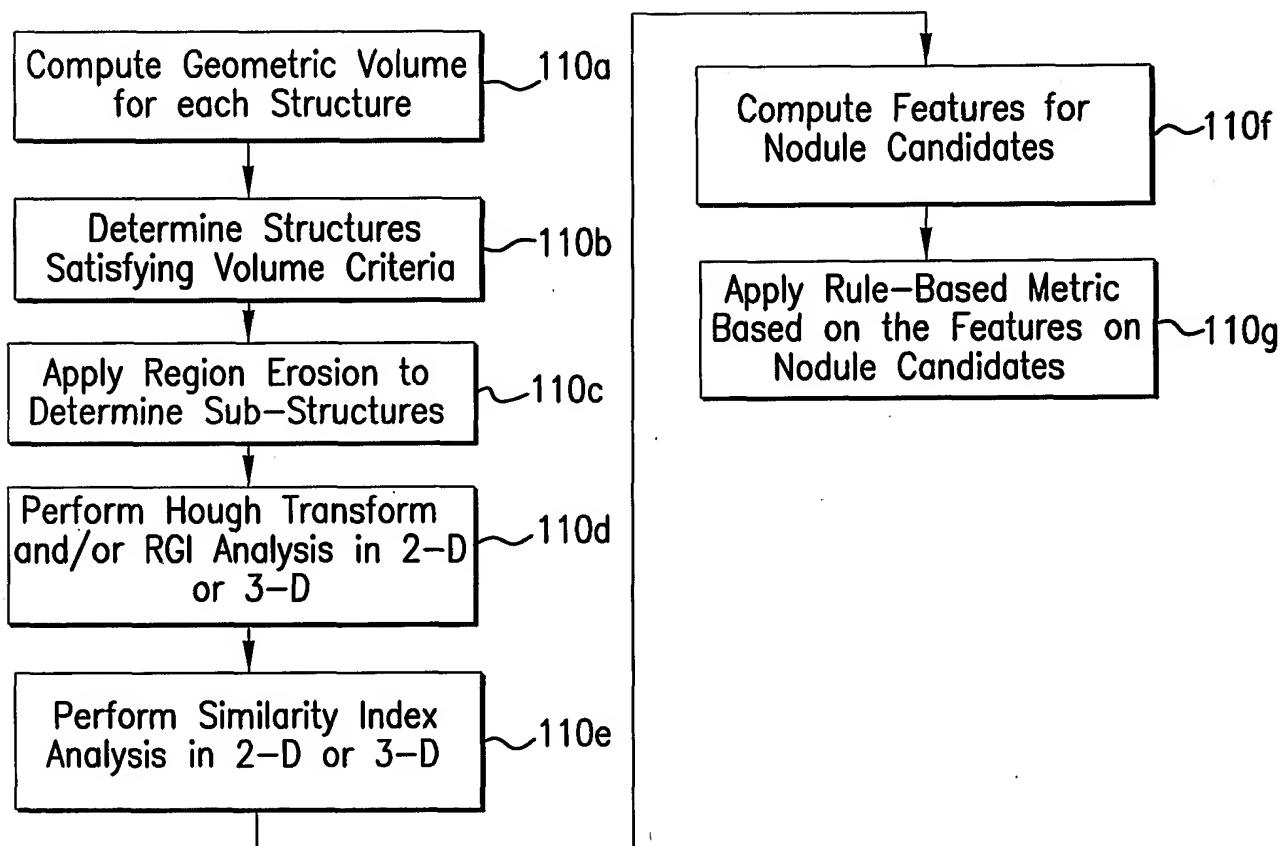 Compute Geometric Volume
for each Structure
110a
Determine Structures
Satisfying Volume Criteria
110b
Apply Region Erosion to
Determine Sub-Structures
110c
Perform Hough Transform
and/or RGI Analysis in 2-D
or 3-D
110d
Perform Similarity Index
Analysis in 2-D or 3-D
110e
Compute Features for
Nodule Candidates
110f
Apply Rule-Based Metric
Based on the Features on
Nodule Candidates
110g